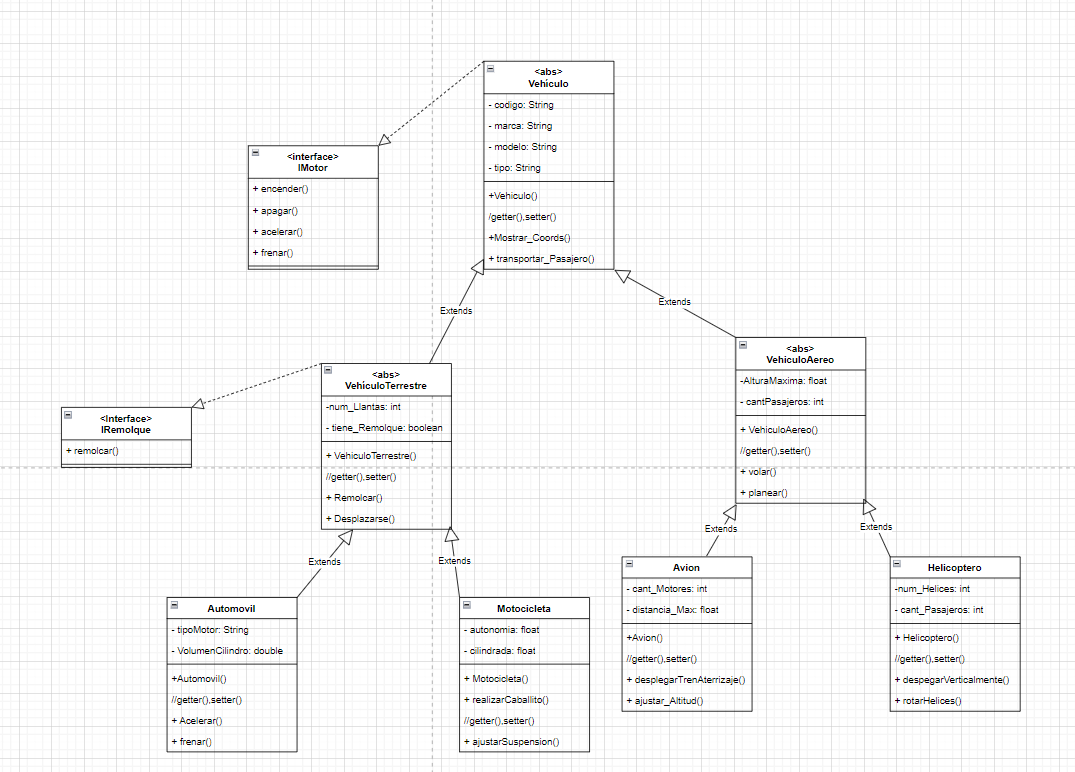 <abs>
Vehiculo
- codigo: String
- marca: String
- modelo: String
- tipo: String
+Vehiculo()
/getter(),setter()
+Mostrar_Coords()
+ transportar_Pasajero()
<interface>
IMotor
+ encender()
+ apagar()
+ acelerar()
+ frenar()
Extends
Extends
<abs>
VehiculoTerrestre
-num_Llantas: int
- tiene_Remolque: boolean
+ VehiculoTerrestre()
//getter(),setter()
+ Remolcar()
+ Desplazarse()
<Interface>
IRemolque
+ remolcar()
<abs>
VehiculoAereo
-AlturaMaxima: float
- cantPasajeros: int
+ VehiculoAereo()
//getter(),setter()
+ volar()
+ planear()
Extends
Extends
Extends
Extends
Automovil
- tipoMotor: String
- VolumenCilindro: double
+Automovil()
//getter(),setter()
+ Acelerar()
+ frenar()
Motocicleta
- autonomia: float
- cilindrada: float
+ Motocicleta()
+ realizarCaballito()
//getter(),setter()
+ ajustarSuspension()
Avion
- cant_Motores: int
- distancia_Max: float
+Avion()
//getter(),setter()
+ desplegarTrenAterrizaje()
+ ajustar_Altitud()
Helicoptero
-num_Helices: int
- cant_Pasajeros: int
+ Helicoptero()
//getter(),setter()
+ despegarVerticalmente()
+ rotarHelices()